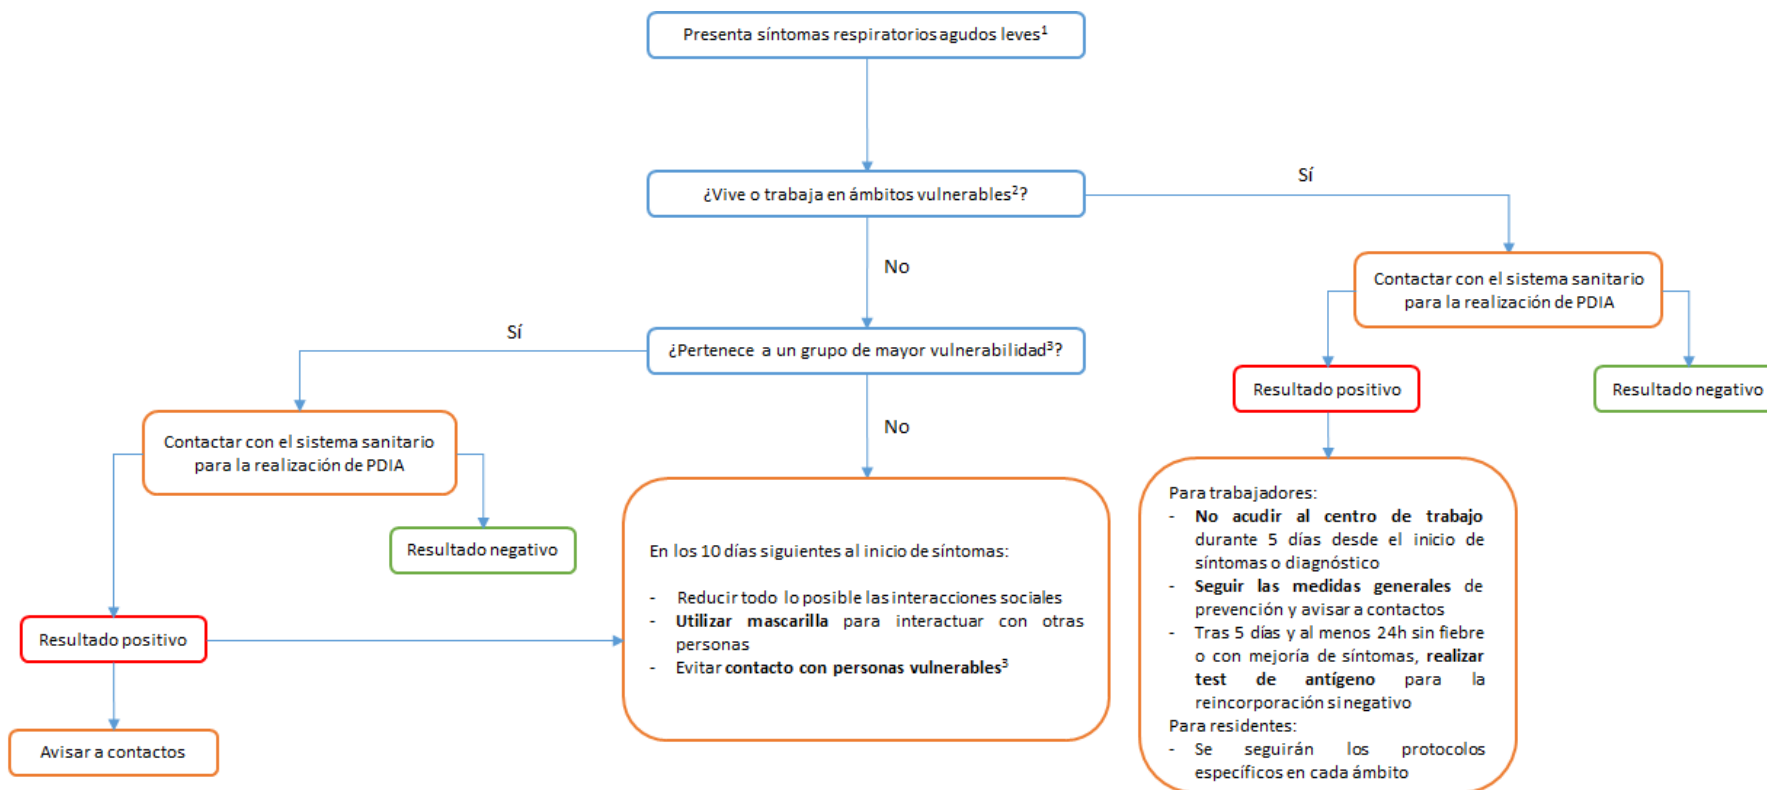 Presenta síntomas respiratorios agudos leves¹
¿Vive o trabaja en ámbitos vulnerables²?
Sí
No
Contactar con el sistema sanitario
para la realización de PDIA
Sí
¿Pertenece a un grupo de mayor vulnerabilidad³?
Resultado positivo
Resultado negativo
No
Contactar con el sistema sanitario
para la realización de PDIA
Resultado negativo
Resultado positivo
Avisar a contactos
En los 10 días siguientes al inicio de síntomas:
- Reducir todo lo posible las interacciones sociales
- Utilizar mascarilla para interactuar con otras
personas
- Evitar contacto con personas vulnerables³
Para trabajadores:
- No acudir al centro de trabajo
durante 5 días desde el inicio de
síntomas o diagnóstico
- Seguir las medidas generales de
prevención y avisar a contactos
- Tras 5 días y al menos 24h sin fiebre
o con mejoría de síntomas, realizar
test de antígeno para la
reincorporación si negativo
Para residentes:
- Se seguirán los protocolos
específicos en cada ámbito